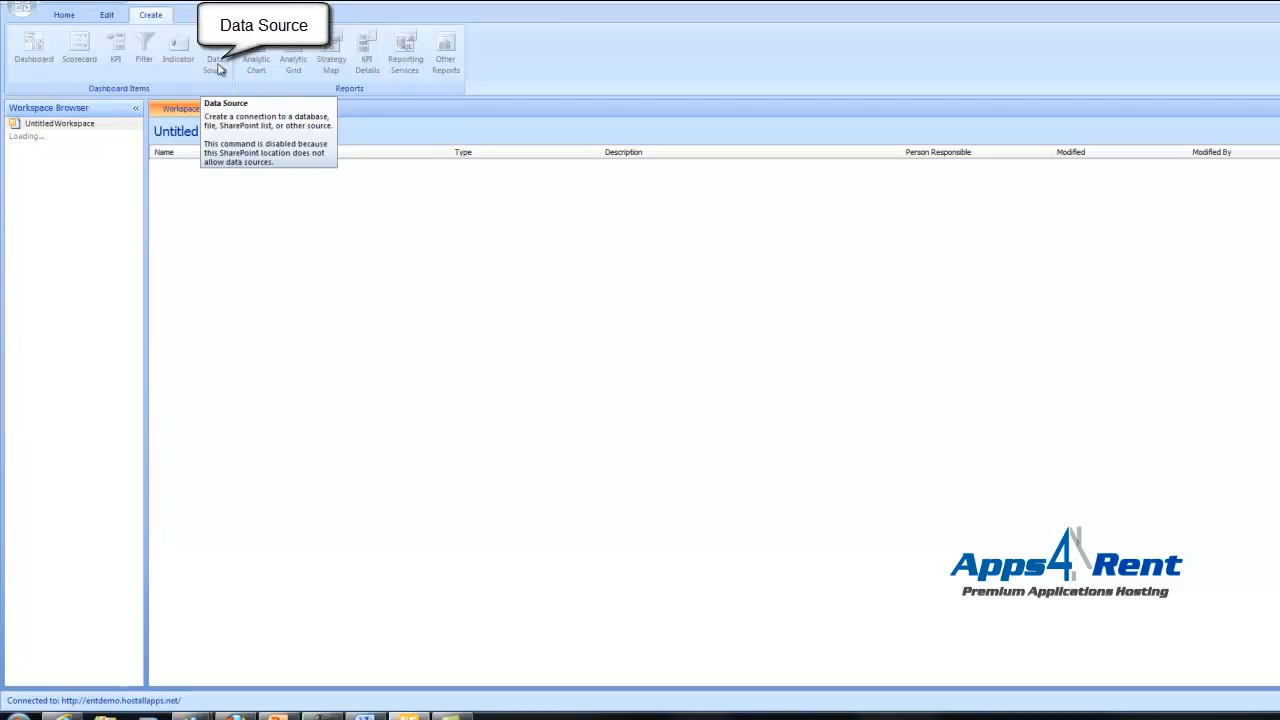 Home Edit Create
Data Source
Dashboard Scorecard KPI Filter Indicator Data Analytic Analytic Strategy KPI Reporting Other
Chart Grid Map Details Services Reports
Dashboard Items Reports
Workspace Browser «
Workspace
Untitled Workspace
Loading...
Untitled
Name Type Description Person Responsible Modified Modified By
Data Source
Create a connection to a database,
file, SharePoint list, or other source.
This command is disabled because
this SharePoint location does not
allow data sources.
Apps4Rent
Premium Applications Hosting
Connected to: http://entdemo.hostallapps.net/